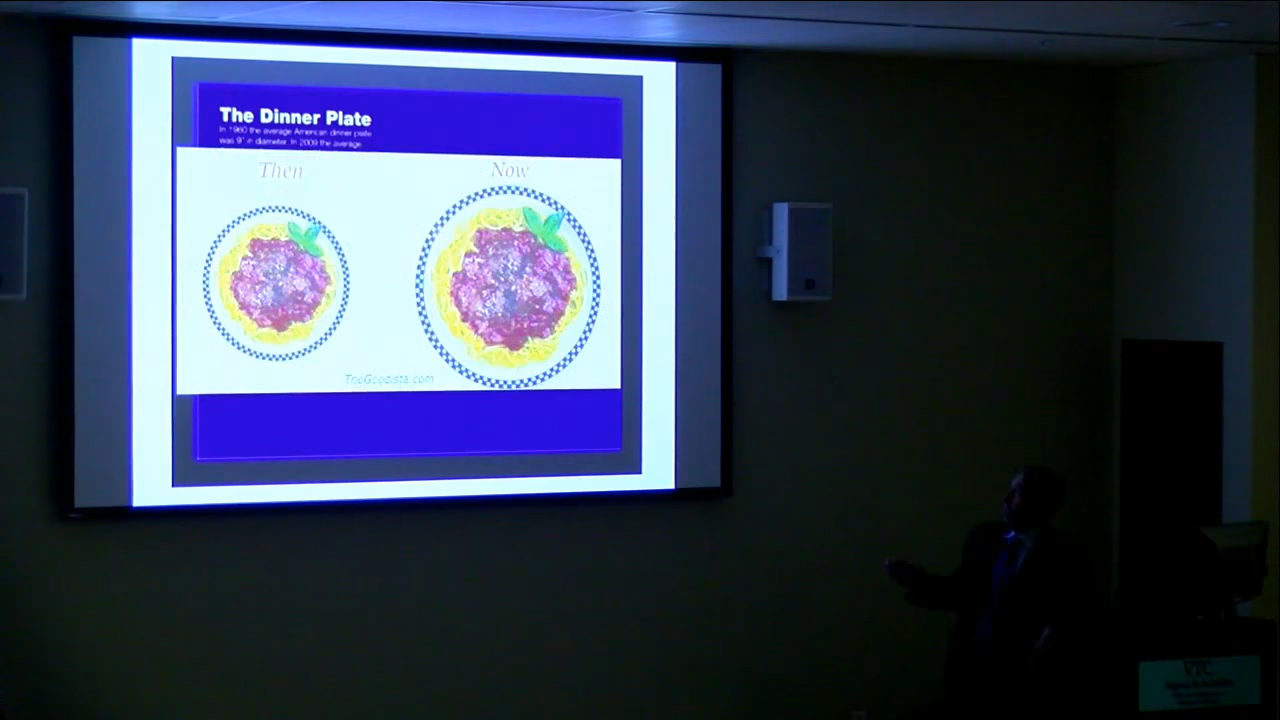 The Dinner Plate
In 1960 the average American dinner plate
was 9" in diameter. In 2009 the average
Then
Now
TheGoodista.com
VTC